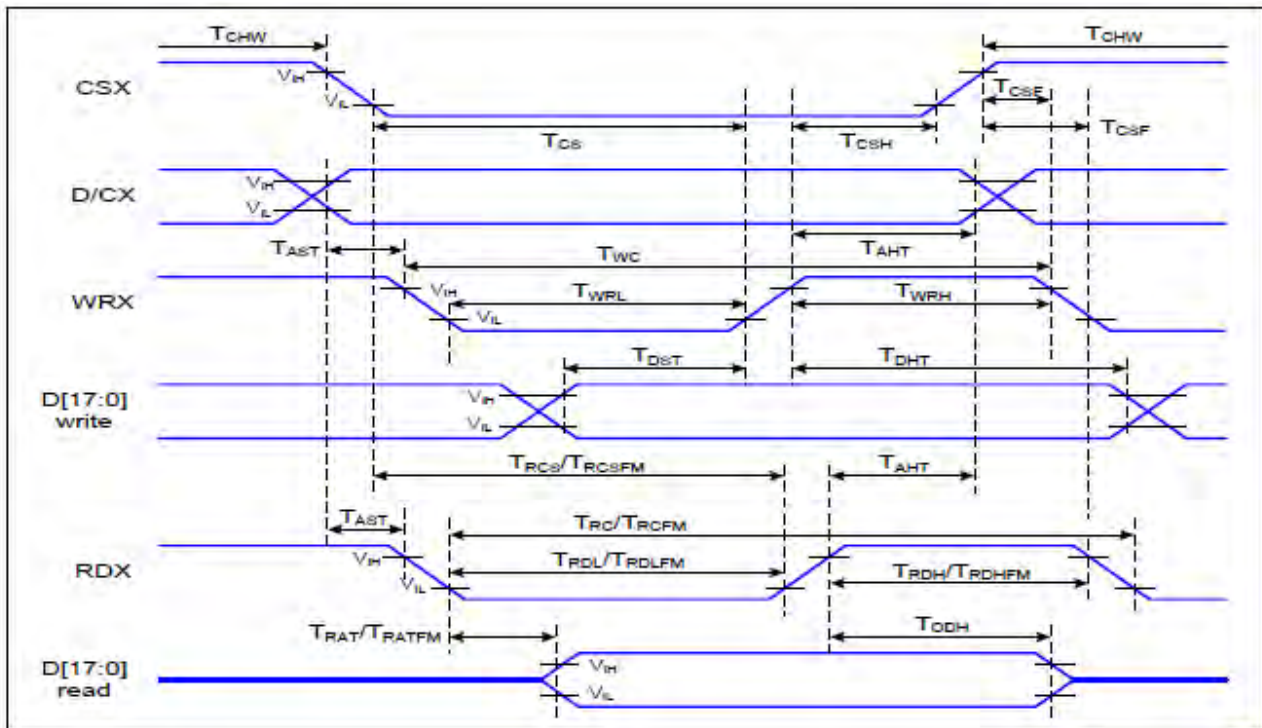 TCHW TCHW
CSX VIH
VIL
TCSF
TCS TCSH TCSF
D/CX VIH
VIL
TAST TWC TAHT
WRX VIH TWRL TWRH
VIL
TDST TDHT
D[17:0] VIH
write VIL
TRCS/TRCSFM TAHT
TAST TRC/TRCFM
RDX VIH TRDL/TRDLFM TRDH/TRDHFM
VIL
TRAT/TRATFM TODH
D[17:0] VIH
read VIL